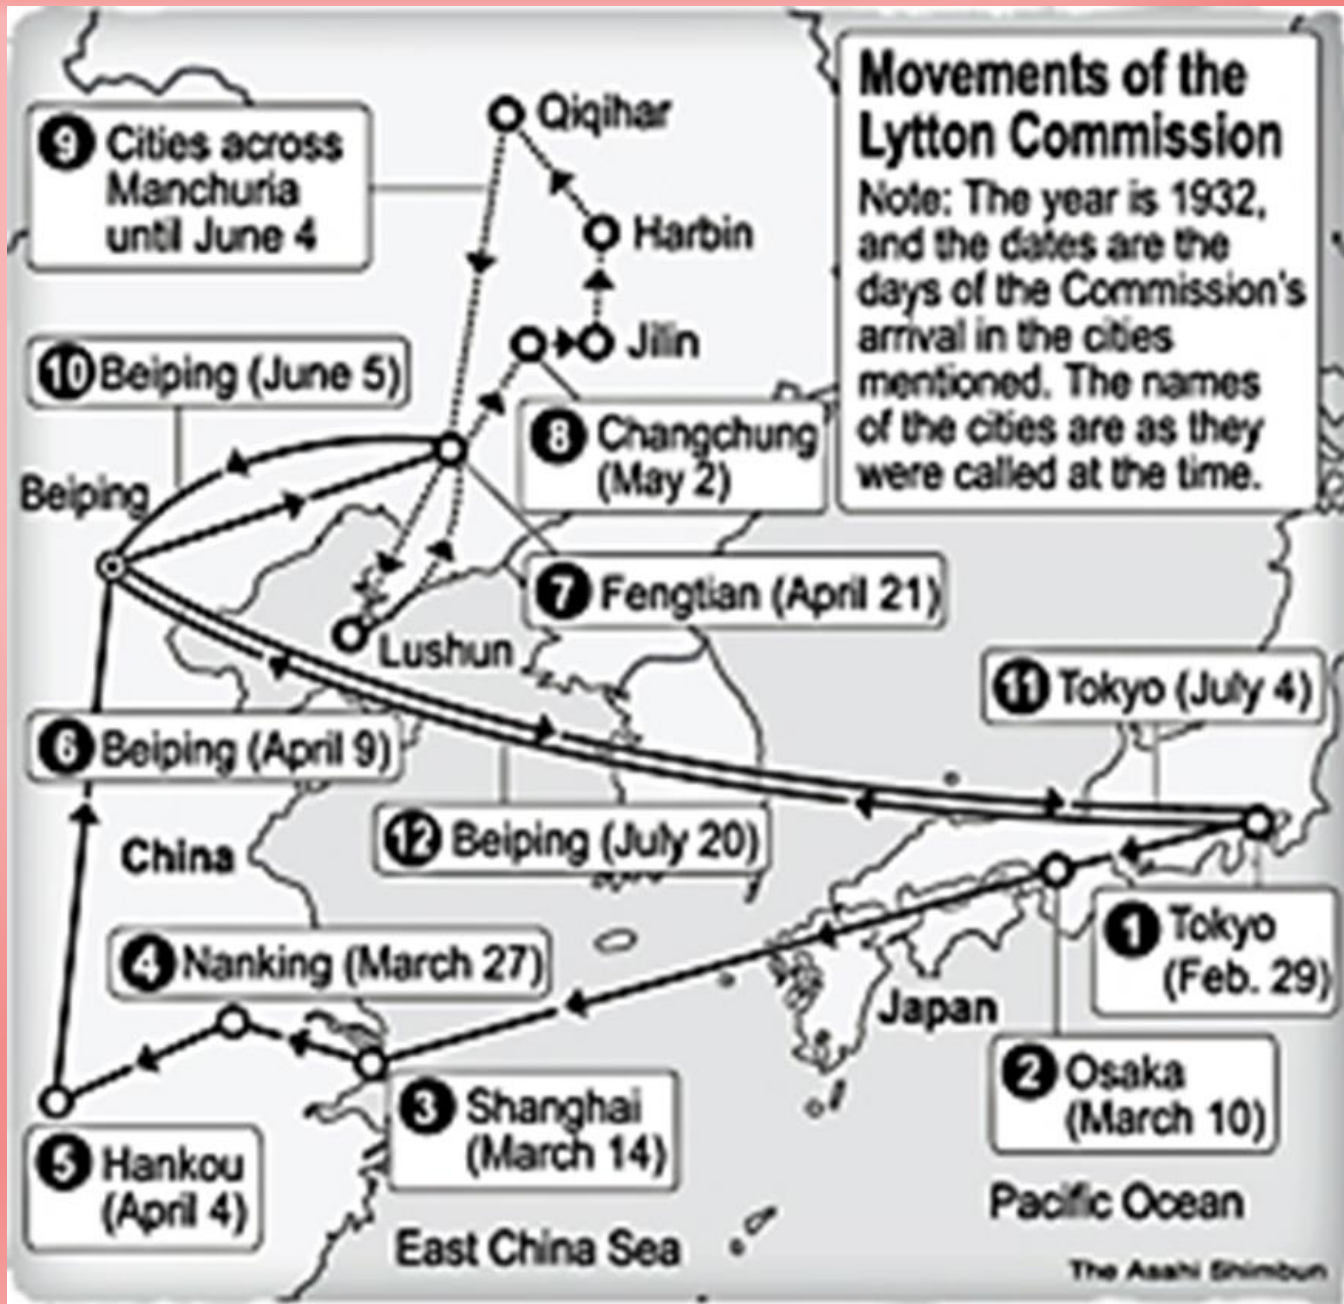 Movements of the
Lytton Commission
Note: The year is 1932,
and the dates are the
days of the Commission's
arrival in the cities
mentioned. The names
of the cities are as they
were called at the time.
9 Cities across
Manchuria
until June 4
Qiqihar
Harbin
Jilin
10 Beiping (June 5)
8 Changchung
(May 2)
Beiping
7 Fengtian (April 21)
Lushun
11 Tokyo (July 4)
6 Beiping (April 9)
12 Beiping (July 20)
China
1 Tokyo
(Feb. 29)
4 Nanking (March 27)
Japan
2 Osaka
(March 10)
3 Shanghai
(March 14)
5 Hankou
(April 4)
Pacific Ocean
East China Sea
The Asahi Shimbun